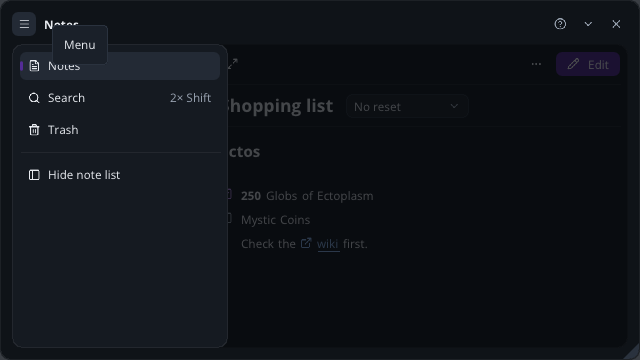 Notes
Menu
Notes
Search 2× Shift
Trash
Hide note list
Edit
Shopping list No reset
ctos
250 Globs of Ectoplasm
Mystic Coins
Check the wiki first.